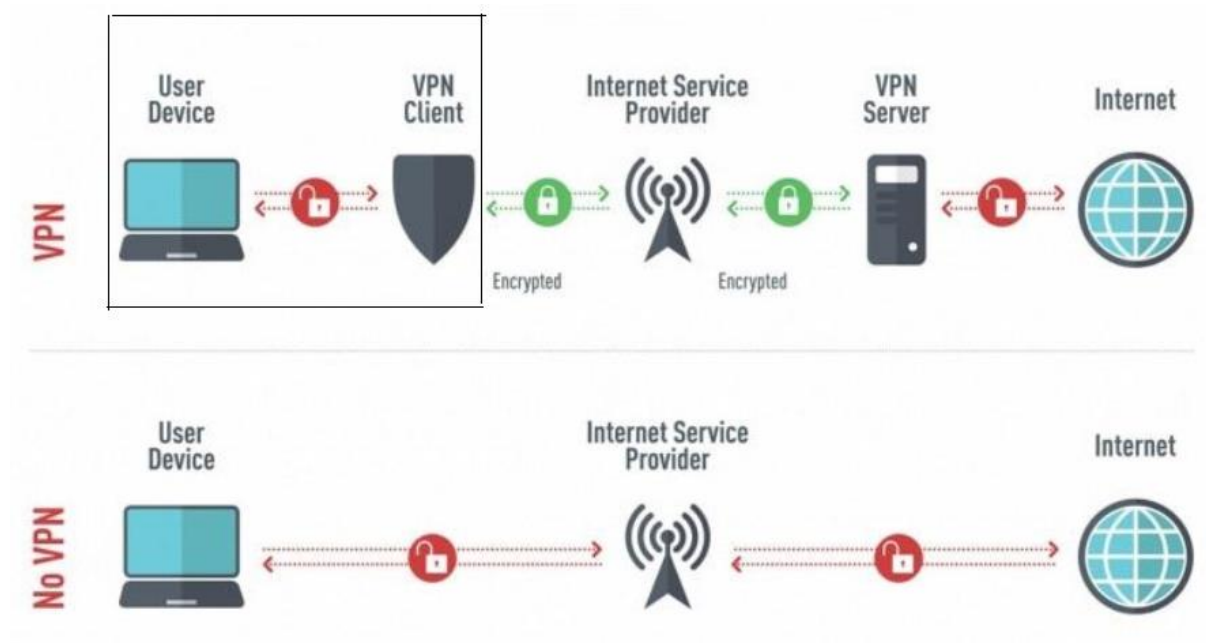 User
Device
VPN
Client
Internet Service
Provider
VPN
Server
Internet
VPN
Encrypted
Encrypted
User
Device
Internet Service
Provider
Internet
No VPN